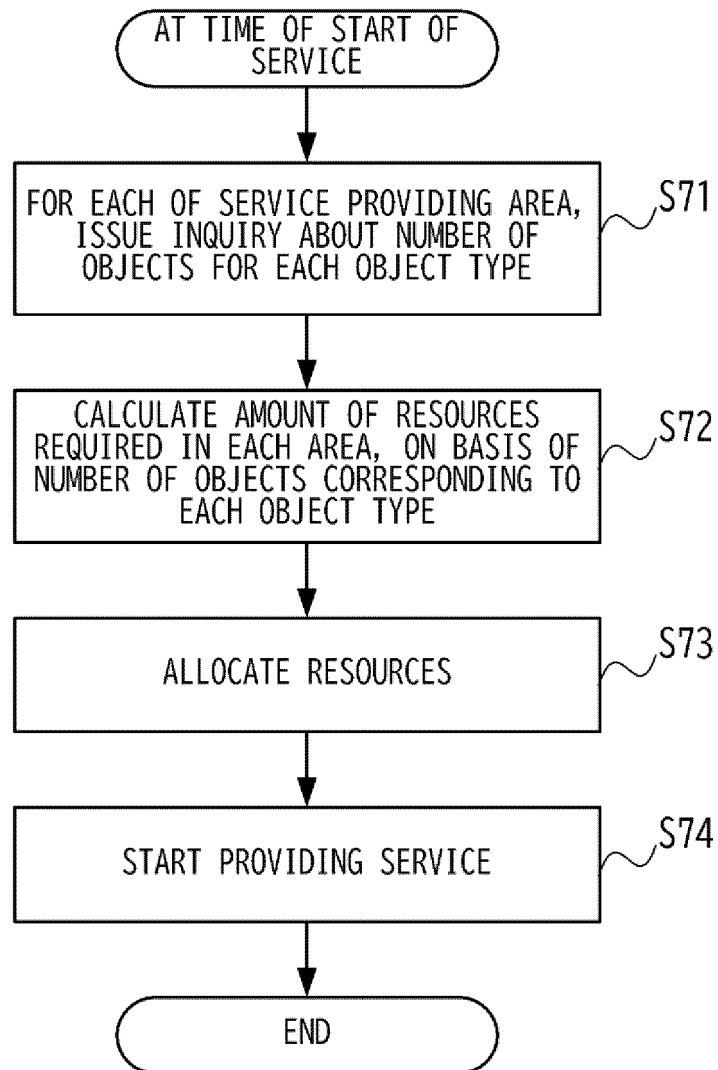 AT TIME OF START OF
SERVICE
FOR EACH OF SERVICE PROVIDING AREA,
ISSUE INQUIRY ABOUT NUMBER OF
OBJECTS FOR EACH OBJECT TYPE
S71
CALCULATE AMOUNT OF RESOURCES
REQUIRED IN EACH AREA, ON BASIS OF
NUMBER OF OBJECTS CORRESPONDING TO
EACH OBJECT TYPE
S72
ALLOCATE RESOURCES
S73
START PROVIDING SERVICE
S74
END